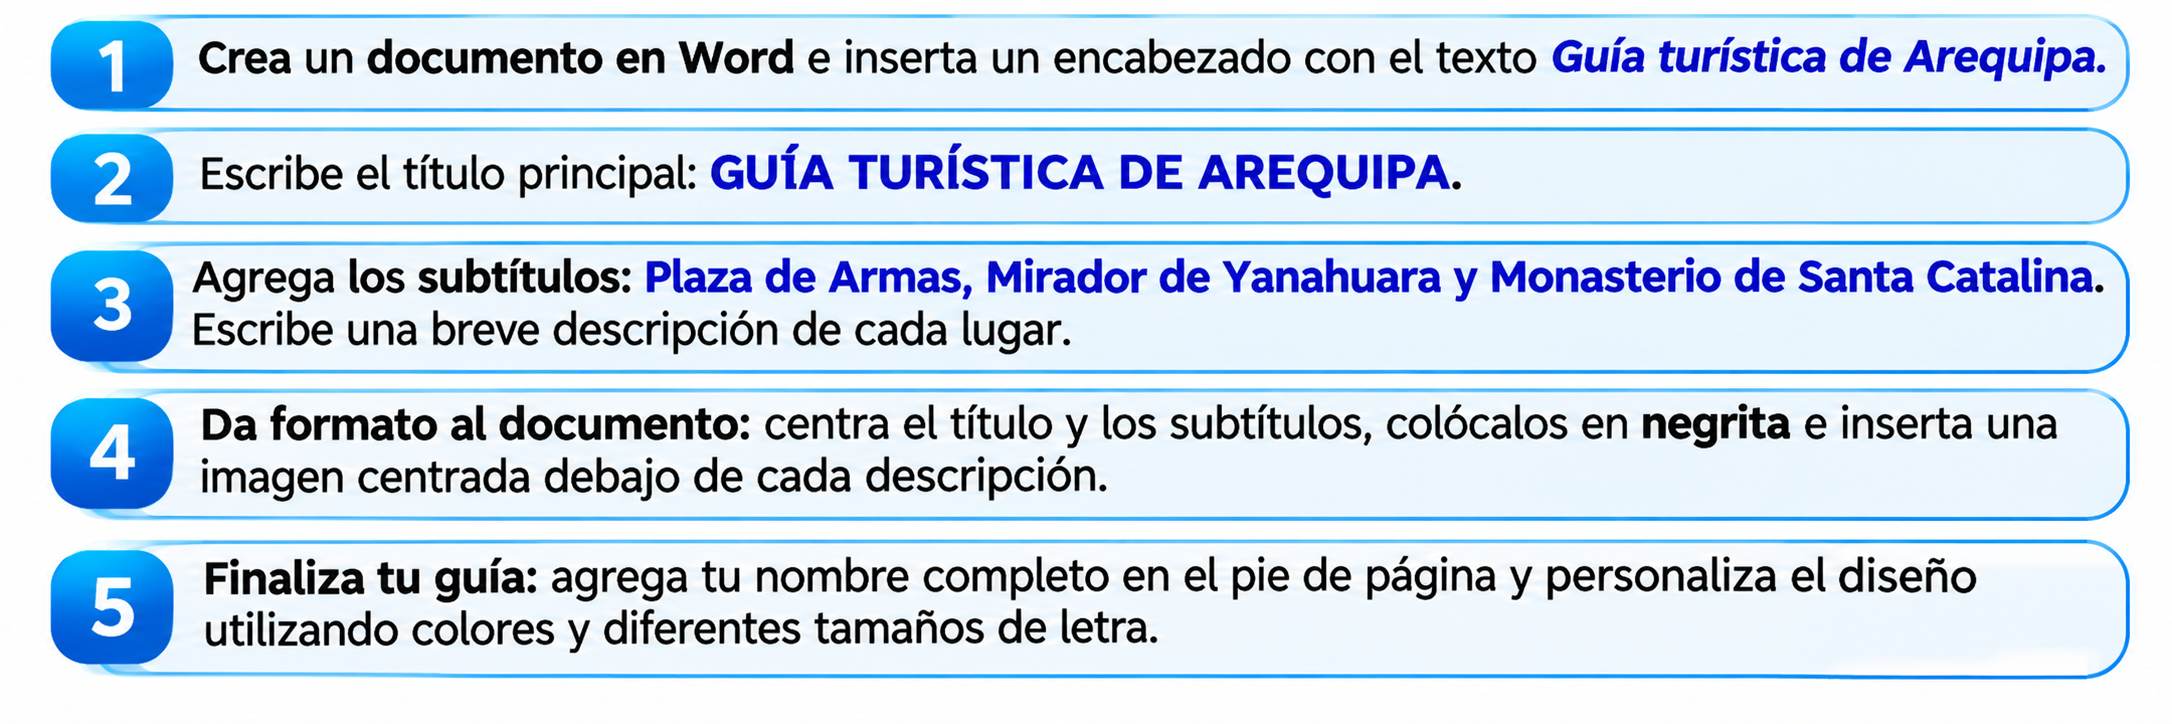 1 Crea un documento en Word e inserta un encabezado con el texto Guía turística de Arequipa.
2 Escribe el título principal: GUÍA TURÍSTICA DE AREQUIPA.
3 Agrega los subtítulos: Plaza de Armas, Mirador de Yanahuara y Monasterio de Santa Catalina.
Escribe una breve descripción de cada lugar.
4 Da formato al documento: centra el título y los subtítulos, colócalos en negrita e inserta una
imagen centrada debajo de cada descripción.
5 Finaliza tu guía: agrega tu nombre completo en el pie de página y personaliza el diseño
utilizando colores y diferentes tamaños de letra.